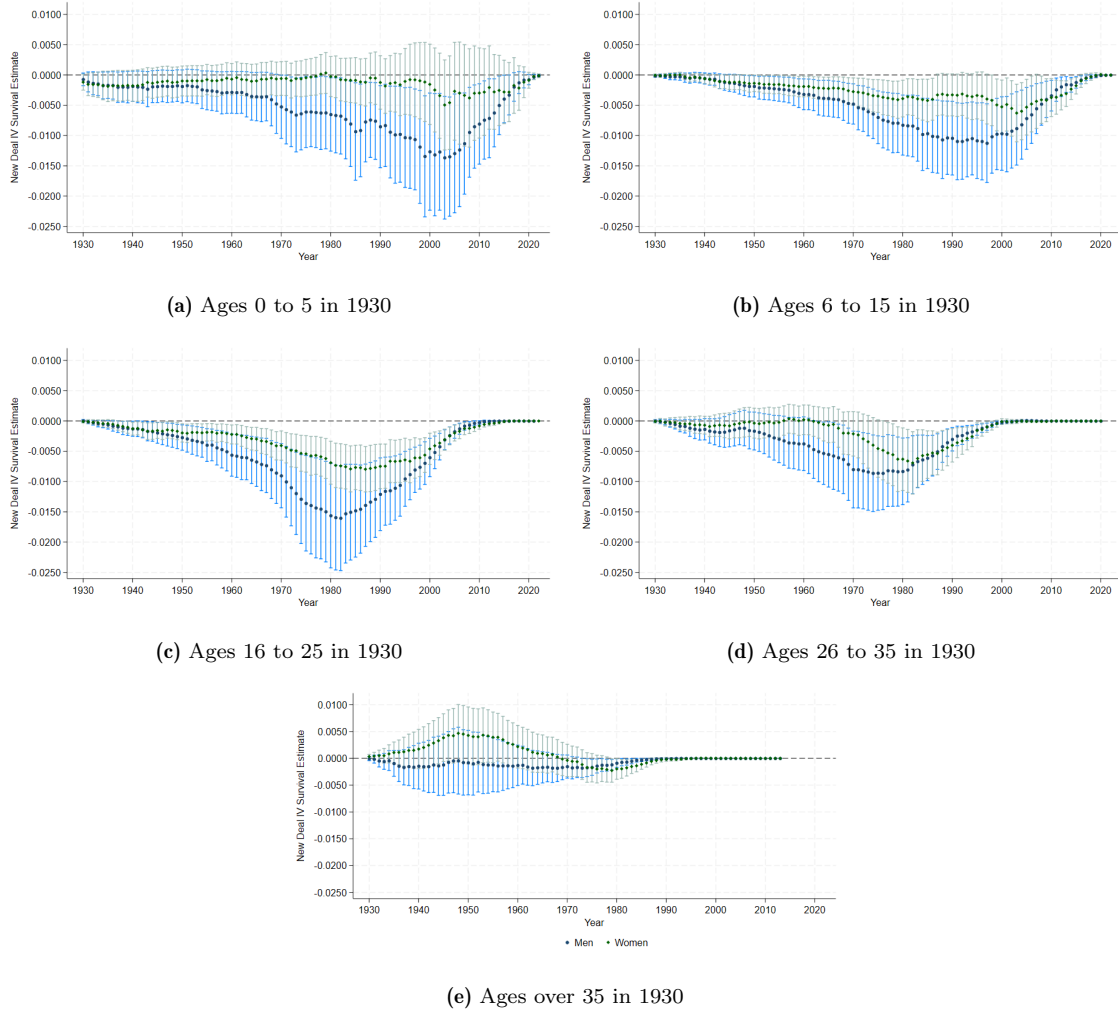 New Deal IV Survival Estimate
0.0100
0.0050
0.0000
-0.0050
-0.0100
-0.0150
-0.0200
-0.0250
1930 1940 1950 1960 1970 1980 1990 2000 2010 2020
Year
(a) Ages 0 to 5 in 1930
New Deal IV Survival Estimate
0.0100
0.0050
0.0000
-0.0050
-0.0100
-0.0150
-0.0200
-0.0250
1930 1940 1950 1960 1970 1980 1990 2000 2010 2020
Year
(b) Ages 6 to 15 in 1930
New Deal IV Survival Estimate
0.0100
0.0050
0.0000
-0.0050
-0.0100
-0.0150
-0.0200
-0.0250
1930 1940 1950 1960 1970 1980 1990 2000 2010 2020
Year
(c) Ages 16 to 25 in 1930
New Deal IV Survival Estimate
0.0100
0.0050
0.0000
-0.0050
-0.0100
-0.0150
-0.0200
-0.0250
1930 1940 1950 1960 1970 1980 1990 2000 2010 2020
Year
(d) Ages 26 to 35 in 1930
New Deal IV Survival Estimate
0.0100
0.0050
0.0000
-0.0050
-0.0100
-0.0150
-0.0200
-0.0250
1930 1940 1950 1960 1970 1980 1990 2000 2010 2020
Year
Men Women
(e) Ages over 35 in 1930